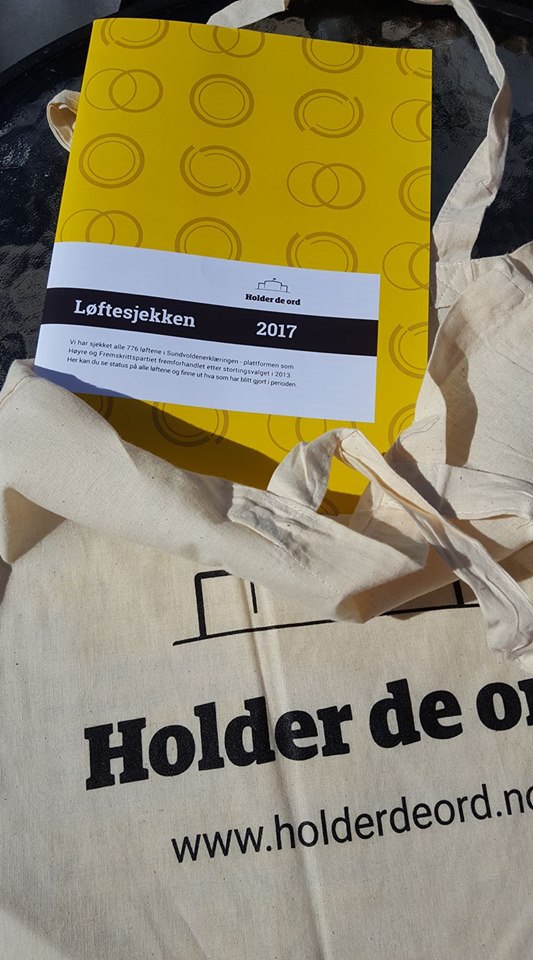 Holder de ord
Løftesjekken 2017
Vi har sjekket alle 776 løftene i Sundvoldenerklæringen - plattformen som
Høyre og Fremskrittspartiet fremforhandlet etter stortingsvalget i 2013.
Her kan du se status på alle løftene og finne ut hva som har blitt gjort i perioden.
Holder de or
www.holderdeord.no